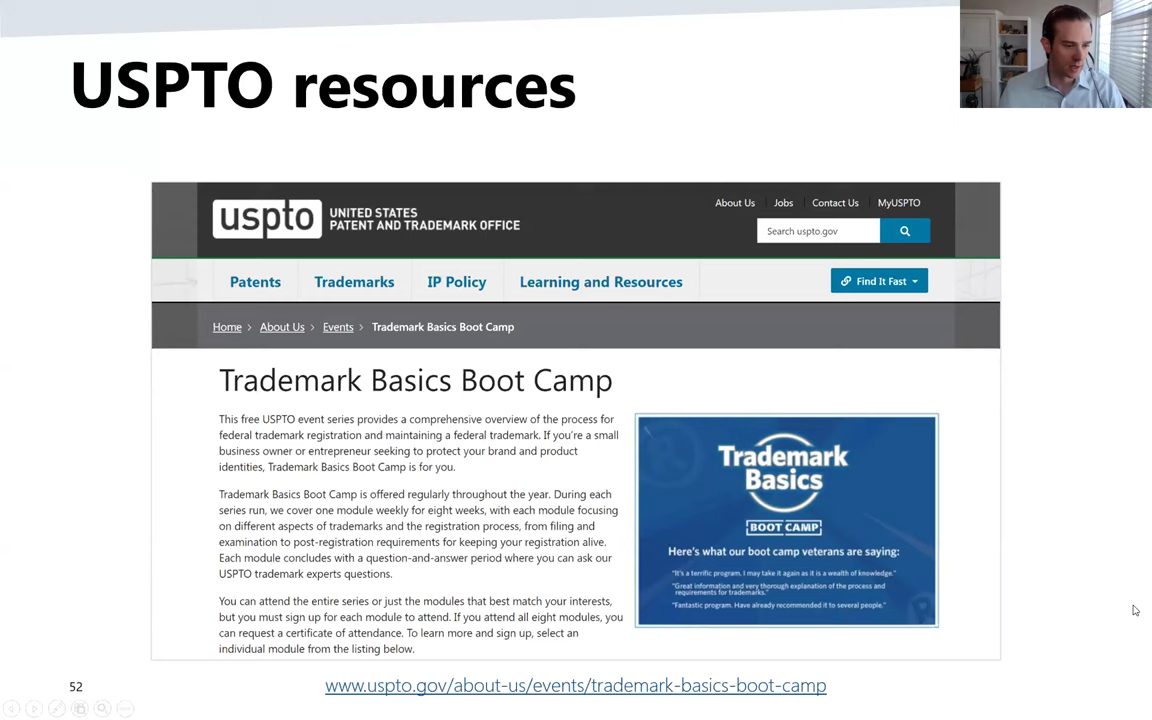 USPTO resources
uspto
UNITED STATES
PATENT AND TRADEMARK OFFICE
About Us
Jobs
Contact Us
MyUSPTO
Search uspto.gov
Patents
Trademarks
IP Policy
Learning and Resources
Find It Fast
Home > About Us > Events > Trademark Basics Boot Camp
Trademark Basics Boot Camp
This free USPTO event series provides a comprehensive overview of the process for
federal trademark registration and maintaining a federal trademark. If you're a small
business owner or entrepreneur seeking to protect your brand and product
identities, Trademark Basics Boot Camp is for you.
Trademark Basics Boot Camp is offered regularly throughout the year. During each
series run, we cover one module weekly for eight weeks, with each module focusing
on different aspects of trademarks and the registration process, from filing and
examination to post-registration requirements for keeping your registration alive.
Each module concludes with a question-and-answer period where you can ask our
USPTO trademark experts questions.
You can attend the entire series or just the modules that best match your interests,
but you must sign up for each module to attend. If you attend all eight modules, you
can request a certificate of attendance. To learn more and sign up, select an
individual module from the listing below.
Trademark
Basics
BOOT CAMP
Here's what our boot camp veterans are saying:
"It's a terrific program. I may take it again as it is a wealth of knowledge."
"Great information and very thorough explanation of the process and
requirements for trademarks."
"Fantastic program. Have already recommended it to several people."
52
www.uspto.gov/about-us/events/trademark-basics-boot-camp